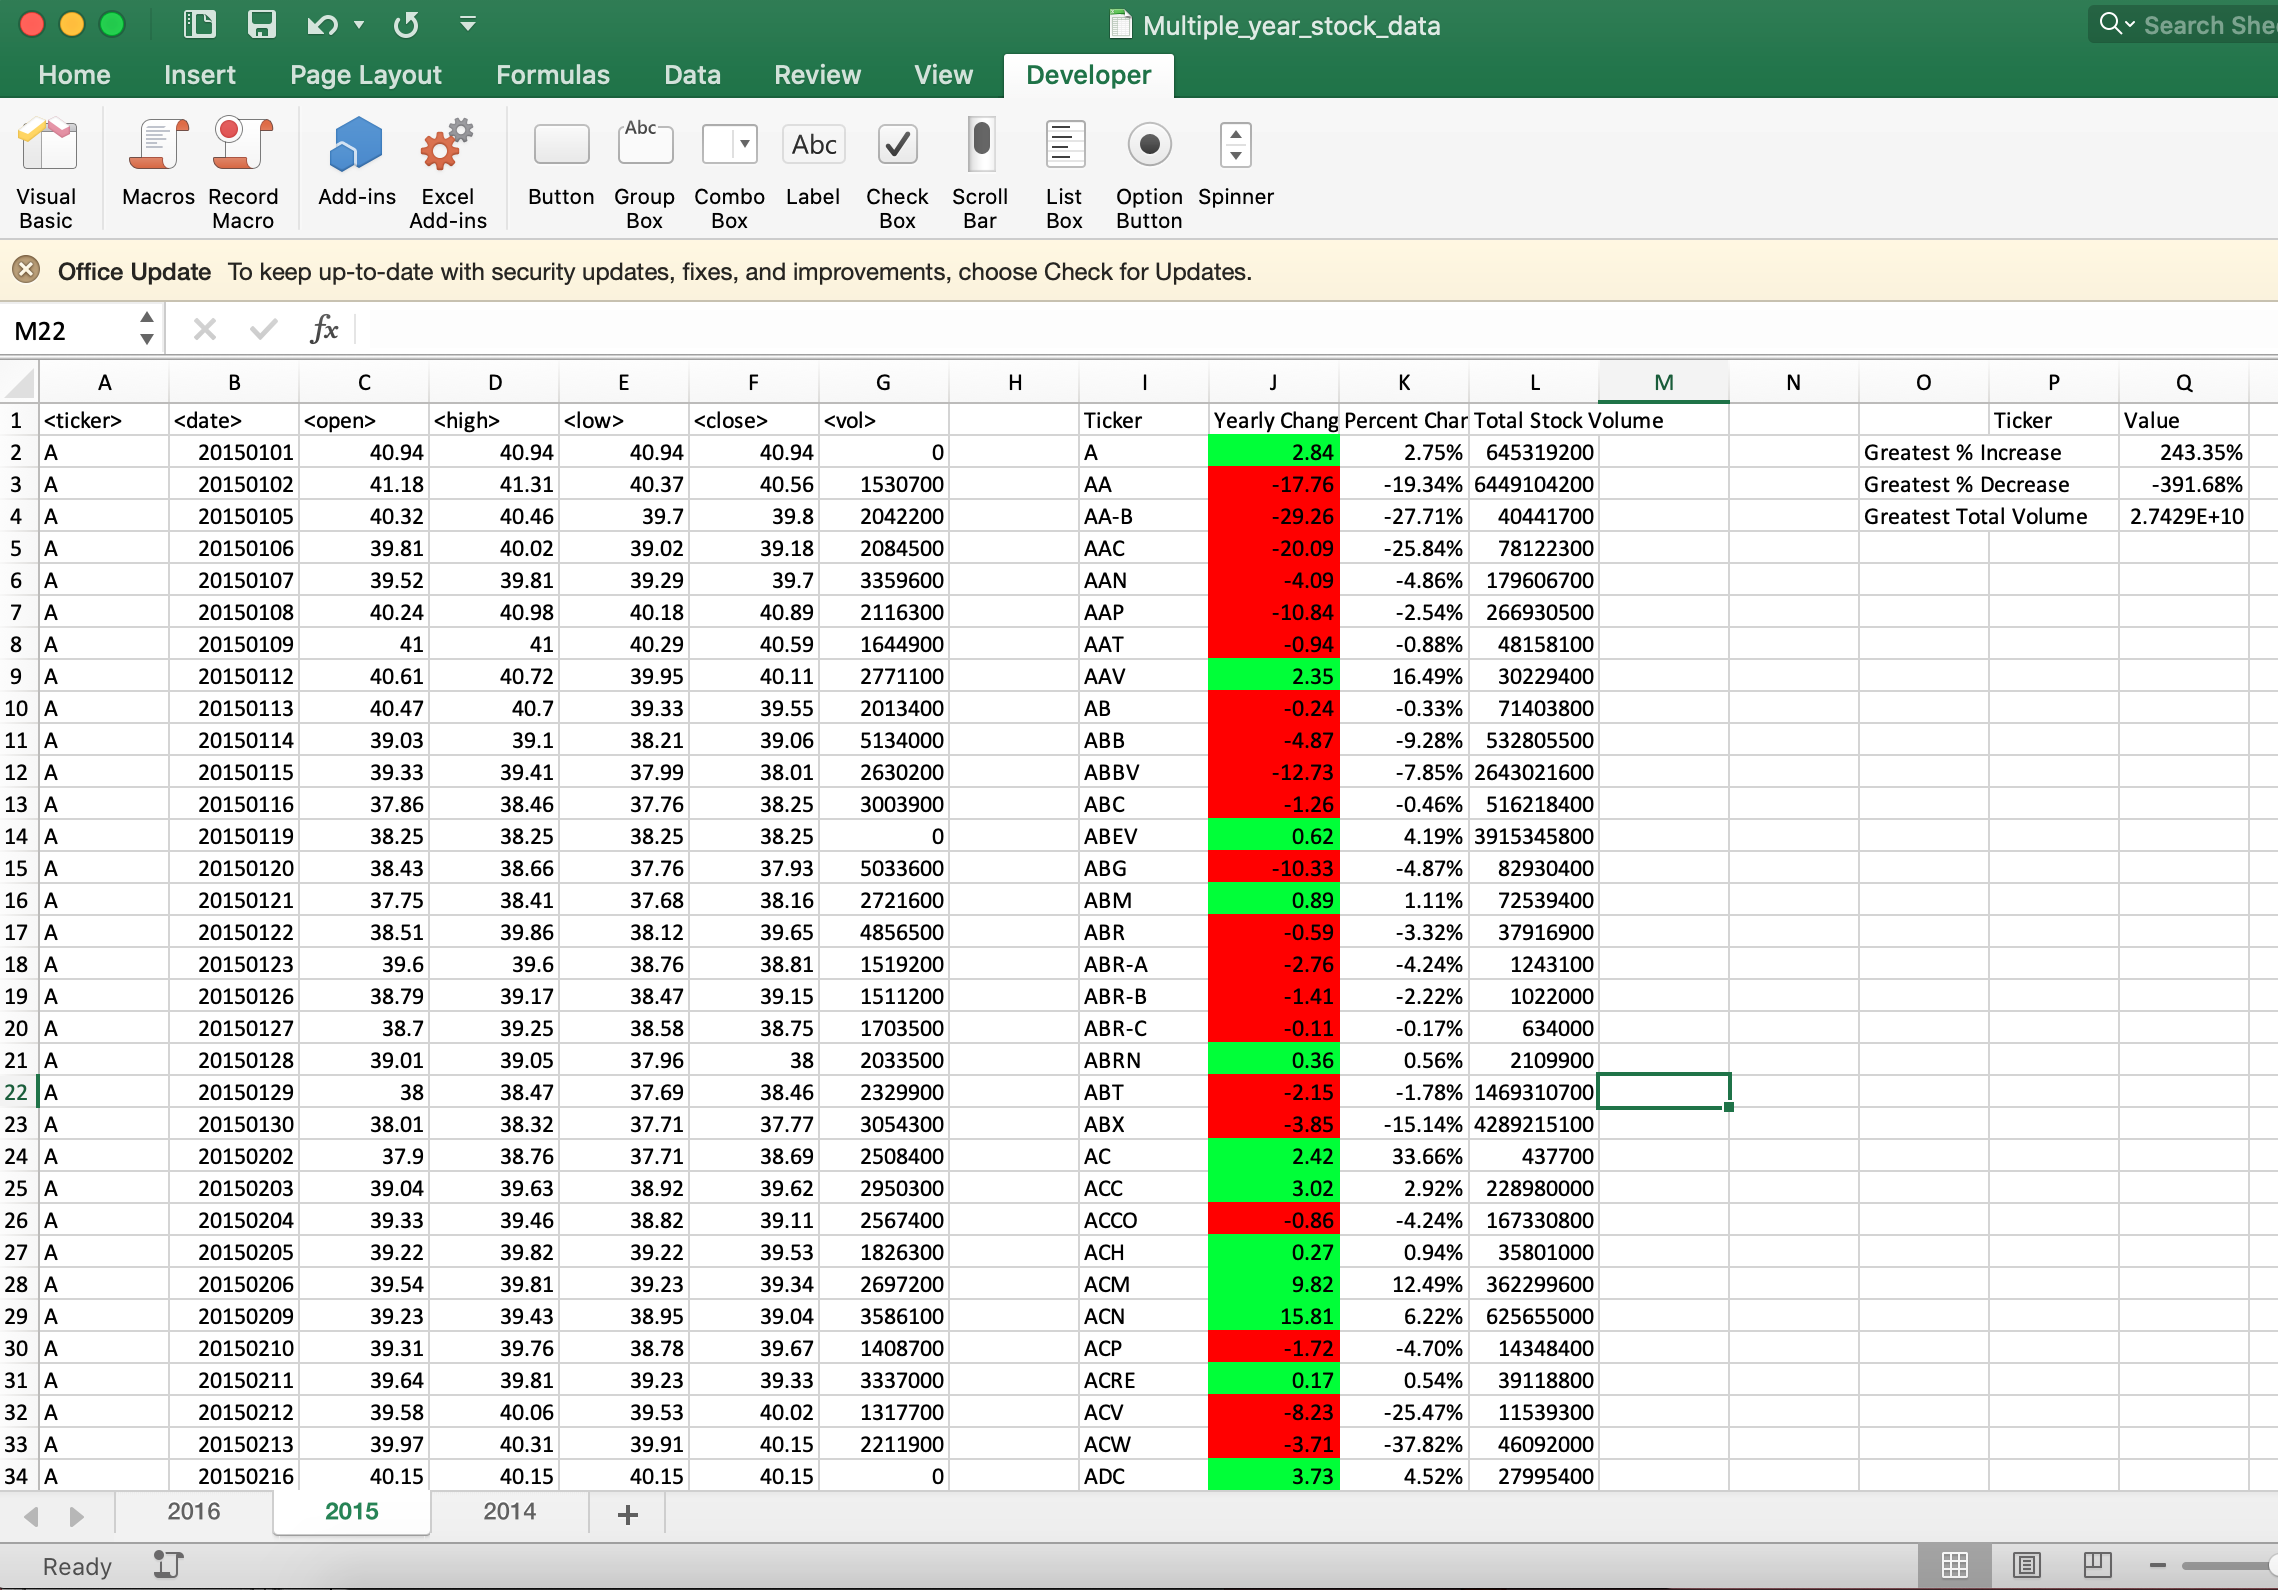 Multiple_year_stock_data
Search She
Home Insert Page Layout Formulas Data Review View Developer
Abc Abc
Visual Basic Macros Record Macro Add-ins Excel Add-ins Button Group Box Combo Box Label Check Box Scroll Bar List Box Option Button Spinner
Office Update To keep up-to-date with security updates, fixes, and improvements, choose Check for Updates.
M22 fx
A B C D E F G H I J K L M N O P Q
1 <ticker> <date> <open> <high> <low> <close> <vol> Ticker Yearly Chang Percent Char Total Stock Volume Ticker Value
2 A 20150101 40.94 40.94 40.94 40.94 0 A 2.84 2.75% 645319200 Greatest % Increase 243.35%
3 A 20150102 41.18 41.31 40.37 40.56 1530700 AA -17.76 -19.34% 6449104200 Greatest % Decrease -391.68%
4 A 20150105 40.32 40.46 39.7 39.8 2042200 AA-B -29.26 -27.71% 40441700 Greatest Total Volume 2.7429E+10
5 A 20150106 39.81 40.02 39.02 39.18 2084500 AAC -20.09 -25.84% 78122300
6 A 20150107 39.52 39.81 39.29 39.7 3359600 AAN -4.09 -4.86% 179606700
7 A 20150108 40.24 40.98 40.18 40.89 2116300 AAP -10.84 -2.54% 266930500
8 A 20150109 41 41 40.29 40.59 1644900 AAT -0.94 -0.88% 48158100
9 A 20150112 40.61 40.72 39.95 40.11 2771100 AAV 2.35 16.49% 30229400
10 A 20150113 40.47 40.7 39.33 39.55 2013400 AB -0.24 -0.33% 71403800
11 A 20150114 39.03 39.1 38.21 39.06 5134000 ABB -4.87 -9.28% 532805500
12 A 20150115 39.33 39.41 37.99 38.01 2630200 ABBV -12.73 -7.85% 2643021600
13 A 20150116 37.86 38.46 37.76 38.25 3003900 ABC -1.26 -0.46% 516218400
14 A 20150119 38.25 38.25 38.25 38.25 0 ABEV 0.62 4.19% 3915345800
15 A 20150120 38.43 38.66 37.76 37.93 5033600 ABG -10.33 -4.87% 82930400
16 A 20150121 37.75 38.41 37.68 38.16 2721600 ABM 0.89 1.11% 72539400
17 A 20150122 38.51 39.86 38.12 39.65 4856500 ABR -0.59 -3.32% 37916900
18 A 20150123 39.6 39.6 38.76 38.81 1519200 ABR-A -2.76 -4.24% 1243100
19 A 20150126 38.79 39.17 38.47 39.15 1511200 ABR-B -1.41 -2.22% 1022000
20 A 20150127 38.7 39.25 38.58 38.75 1703500 ABR-C -0.11 -0.17% 634000
21 A 20150128 39.01 39.05 37.96 38 2033500 ABRN 0.36 0.56% 2109900
22 A 20150129 38 38.47 37.69 38.46 2329900 ABT -2.15 -1.78% 1469310700
23 A 20150130 38.01 38.32 37.71 37.77 3054300 ABX -3.85 -15.14% 4289215100
24 A 20150202 37.9 38.76 37.71 38.69 2508400 AC 2.42 33.66% 437700
25 A 20150203 39.04 39.63 38.92 39.62 2950300 ACC 3.02 2.92% 228980000
26 A 20150204 39.33 39.46 38.82 39.11 2567400 ACCO -0.86 -4.24% 167330800
27 A 20150205 39.22 39.82 39.22 39.53 1826300 ACH 0.27 0.94% 35801000
28 A 20150206 39.54 39.81 39.23 39.34 2697200 ACM 9.82 12.49% 362299600
29 A 20150209 39.23 39.43 38.95 39.04 3586100 ACN 15.81 6.22% 625655000
30 A 20150210 39.31 39.76 38.78 39.67 1408700 ACP -1.72 -4.70% 14348400
31 A 20150211 39.64 39.81 39.23 39.33 3337000 ACRE 0.17 0.54% 39118800
32 A 20150212 39.58 40.06 39.53 40.02 1317700 ACV -8.23 -25.47% 11539300
33 A 20150213 39.97 40.31 39.91 40.15 2211900 ACW -3.71 -37.82% 46092000
34 A 20150216 40.15 40.15 40.15 40.15 0 ADC 3.73 4.52% 27995400
2016 2015 2014 +
Ready